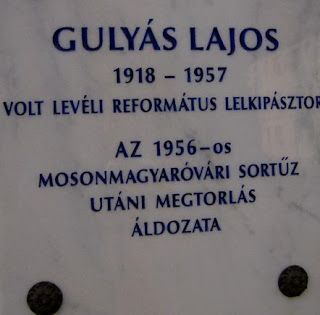 GULYÁS LAJOS
1918 – 1957
VOLT LEVÉLI REFORMÁTUS LELKIPÁSZTOR
AZ 1956–os
MOSONMAGYARÓVÁRI SORTŰZ
UTÁNI MEGTORLÁS
ÁLDOZATA